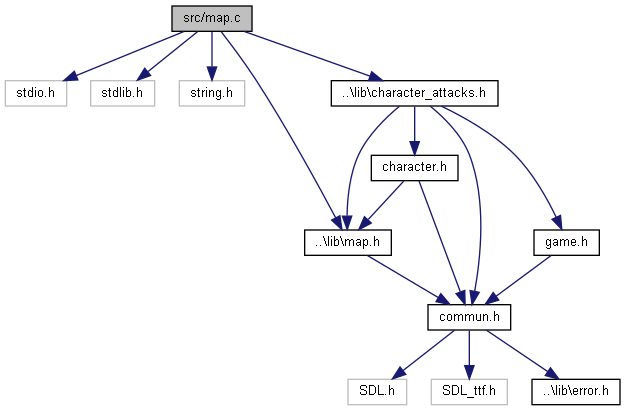 src/map.c
stdio.h
stdlib.h
string.h
..\lib\character_attacks.h
character.h
..\lib\map.h
game.h
commun.h
SDL.h
SDL_ttf.h
..\lib\error.h